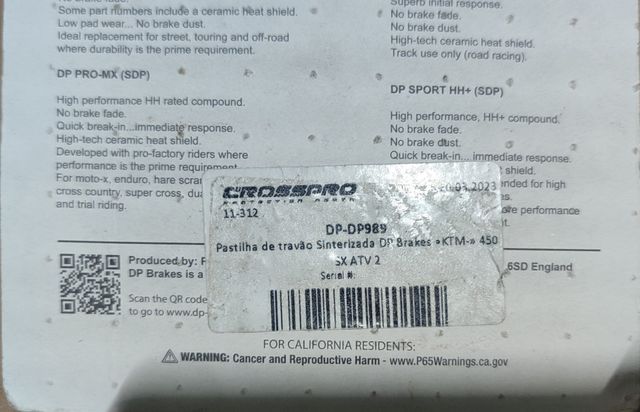 Some part numbers include a ceramic heat shield.
Low pad wear... No brake dust.
Ideal replacement for street, touring and off-road
where durability is the prime requirement.
DP PRO-MX (SDP)
High performance HH rated compound.
No brake fade.
Quick break-in...immediate response.
High-tech ceramic heat shield.
Developed with pro-factory riders where
performance is the prime requirement.
For moto-x, enduro, hare scra
cross country, super cross, dua
and trial riding.
Superb initial response.
No brake fade.
No brake dust.
High-tech ceramic heat shield.
Track use only (road racing).
DP SPORT HH+ (SDP)
High performance, HH+ compound.
No brake fade.
No brake dust.
Quick break-in... immediate response.
shield.
nded for high
performance
CROSSPRO
11-312
.03.2023
DP-DP989
Pastilha de travão Sinterizada DP Brakes »KTM-» 450
SX ATV 2
Serial #:
Produced by:
DP Brakes is a
6SD England
Scan the QR code
to go to www.dp-
FOR CALIFORNIA RESIDENTS:
WARNING: Cancer and Reproductive Harm - www.P65Warnings.ca.gov